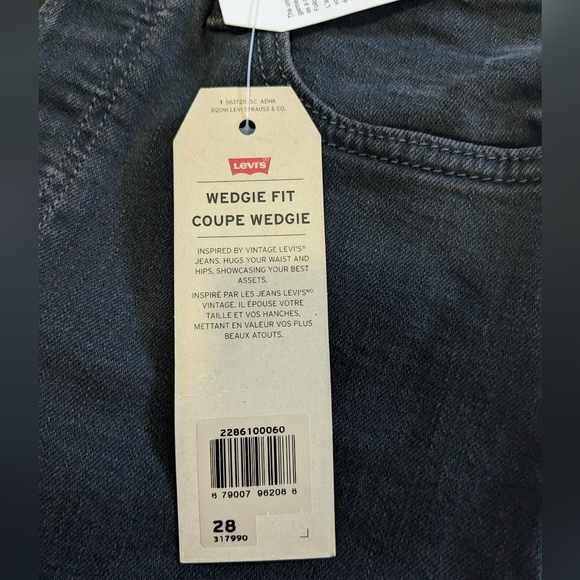 ©2016 LEVI STRAUSS & CO.
LEVI'S
WEDGIE FIT
COUPE WEDGIE
INSPIRED BY VINTAGE LEVI'S®
JEANS. HUGS YOUR WAIST AND
HIPS, SHOWCASING YOUR BEST
ASSETS.
INSPIRÉ PAR LES JEANS LEVI'SMD
VINTAGE. IL ÉPOUSE VOTRE
TAILLE ET VOS HANCHES,
METTANT EN VALEUR VOS PLUS
BEAUX ATOUTS.
2286100060
6 79007 96208 8
28
317990